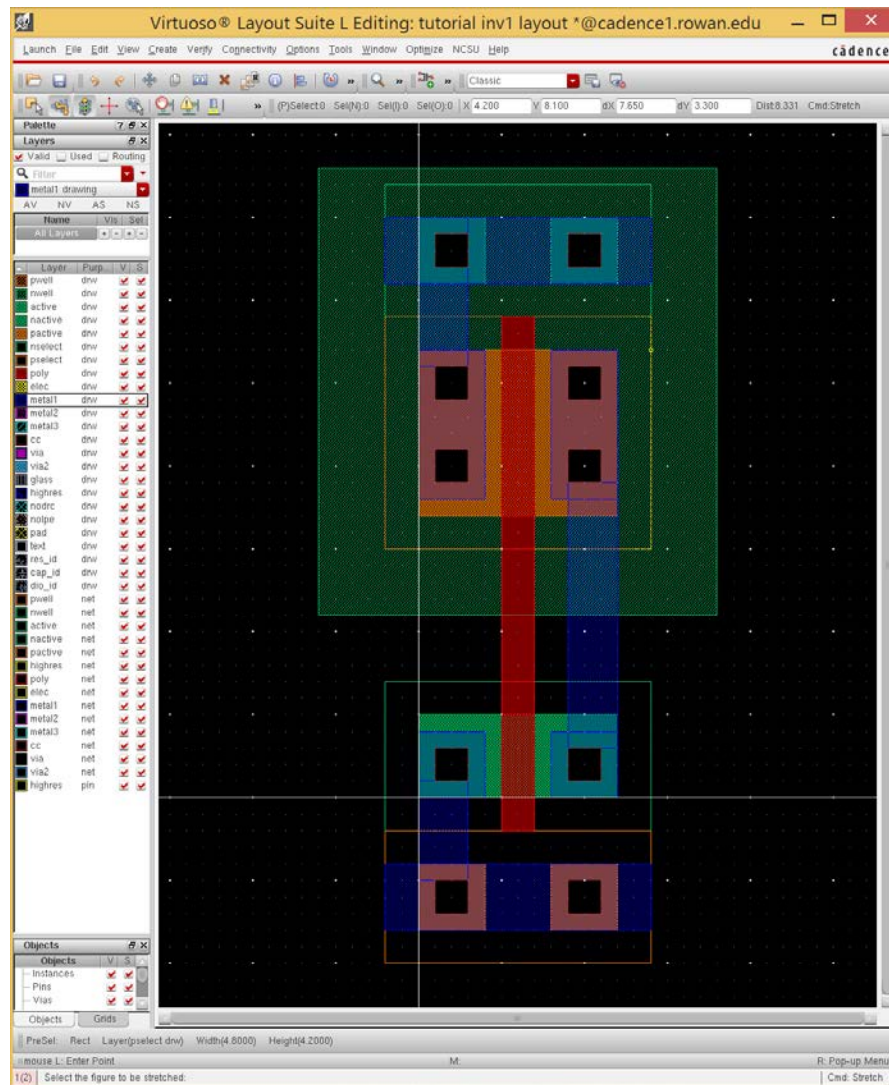 Virtuoso® Layout Suite L Editing: tutorial inv1 layout *@cadence1.rowan.edu
Launch File Edit View Create Verify Connectivity Options Tools Window Optimize NCSU Help
cādence
Classic
(P)Select:0 Sel(N):0 Sel(I):0 Sel(O):0 X 4.200 Y 8.100 dX 7.650 dY 3.300 Dist:8.331 Cmd:Stretch
Palette
Layers
Valid Used Routing
Filter
metal1 drawing
AV NV AS NS
Name Vis Sel
All Layers
Layer Purp... V S
pwell drw
nwell drw
active drw
nactive drw
pactive drw
nselect drw
pselect drw
poly drw
elec drw
metal1 drw
metal2 drw
metal3 drw
cc drw
via drw
via2 drw
glass drw
highres drw
nodrc drw
nolpe drw
pad drw
text drw
res_id drw
cap_id drw
dio_id drw
pwell net
nwell net
active net
nactive net
pactive net
highres net
poly net
elec net
metal1 net
metal2 net
metal3 net
cc net
via net
via2 net
highres pin
Objects
Objects V S
Instances
Pins
Vias
Objects Grids
PreSel: Rect Layer(pselect drw) Width(4.8000) Height(4.2000)
mouse L: Enter Point M: R: Pop-up Menu
1(2) Select the figure to be stretched: Cmd: Stretch